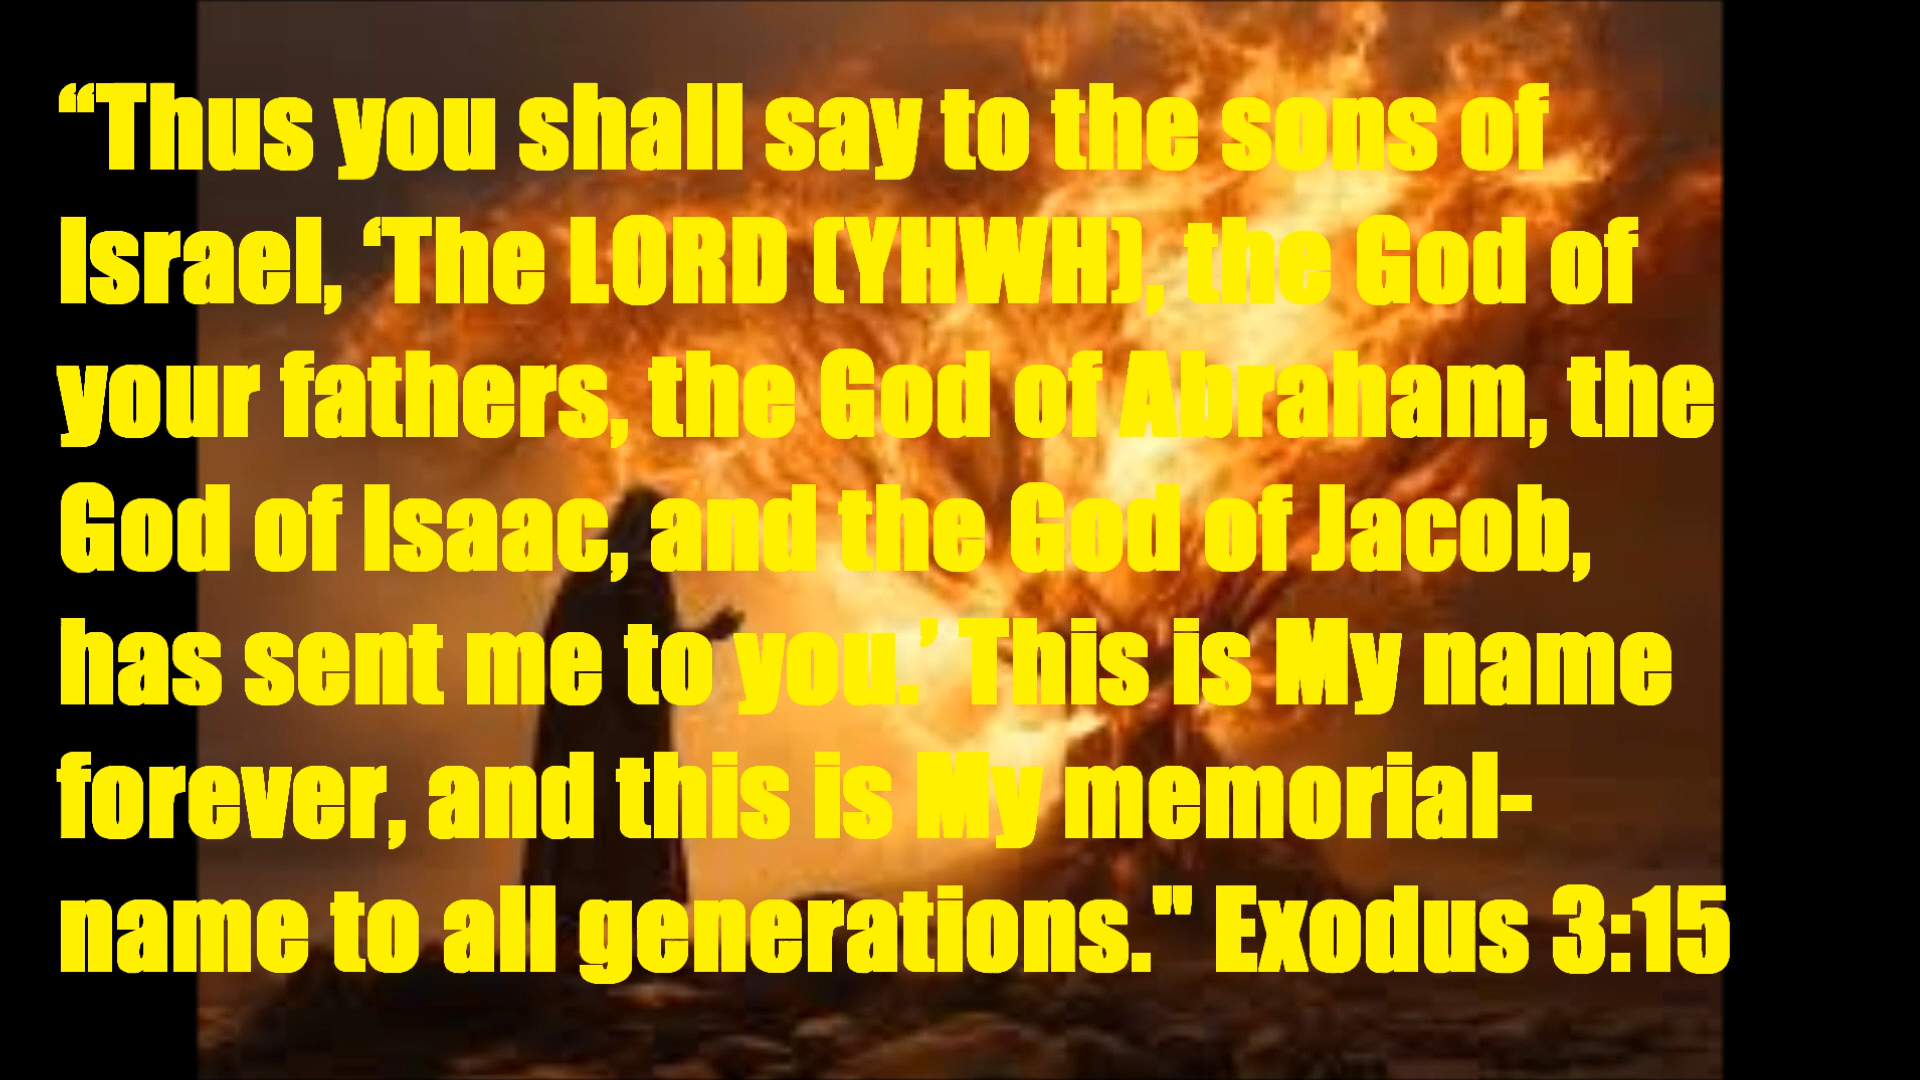 “Thus you shall say to the sons of
Israel, ‘The LORD (YHWH), the God of
your fathers, the God of Abraham, the
God of Isaac, and the God of Jacob,
has sent me to you.’ This is My name
forever, and this is My memorial-
name to all generations." Exodus 3:15